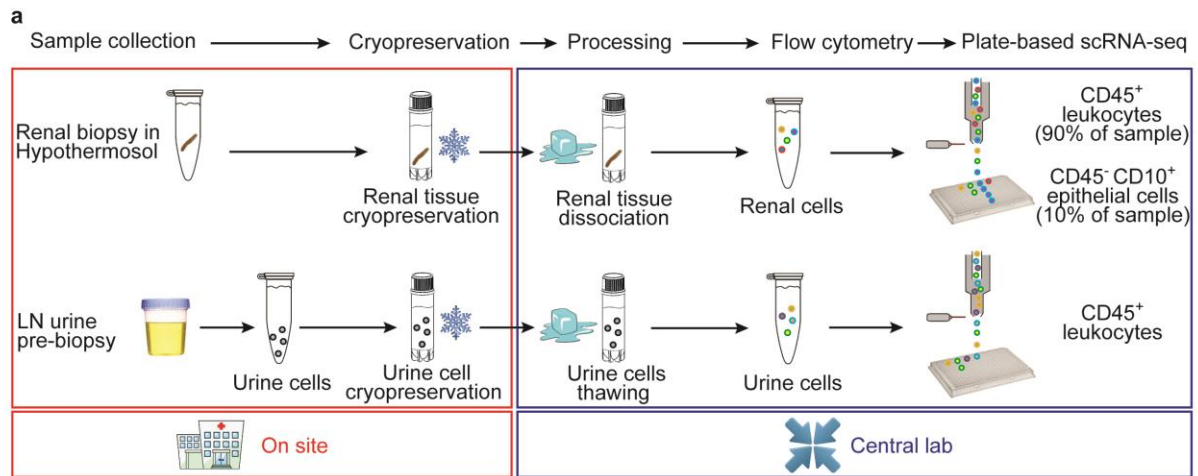 a
Sample collection
Cryopreservation
Processing
Flow cytometry
Plate-based scRNA-seq
Renal biopsy in
Hypothermosol
Renal tissue
cryopreservation
Renal tissue
dissociation
Renal cells
CD45⁺
leukocytes
(90% of sample)
CD45⁻ CD10⁺
epithelial cells
(10% of sample)
LN urine
pre-biopsy
Urine cells
Urine cell
cryopreservation
Urine cells
thawing
Urine cells
CD45⁺
leukocytes
On site
Central lab